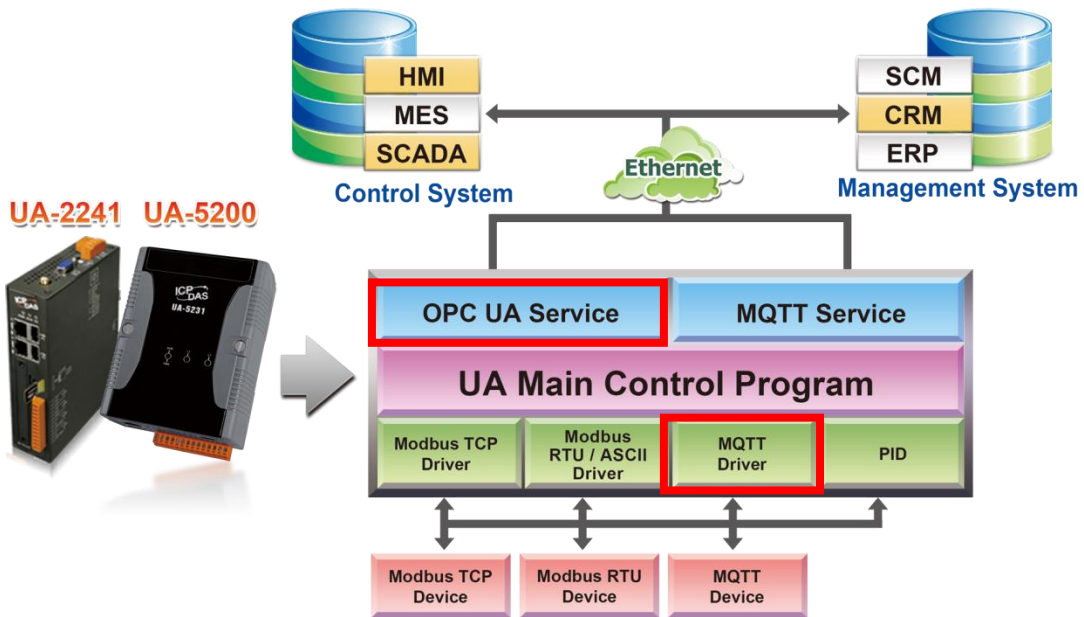 HMI
MES
SCADA
Control System
SCM
CRM
ERP
Management System
Ethernet
UA-2241 UA-5200
ICP DAS
ICP DAS
UA-5231
OPC UA Service
MQTT Service
UA Main Control Program
Modbus TCP
Driver
Modbus
RTU / ASCII
Driver
MQTT
Driver
PID
Modbus TCP
Device
Modbus RTU
Device
MQTT
Device